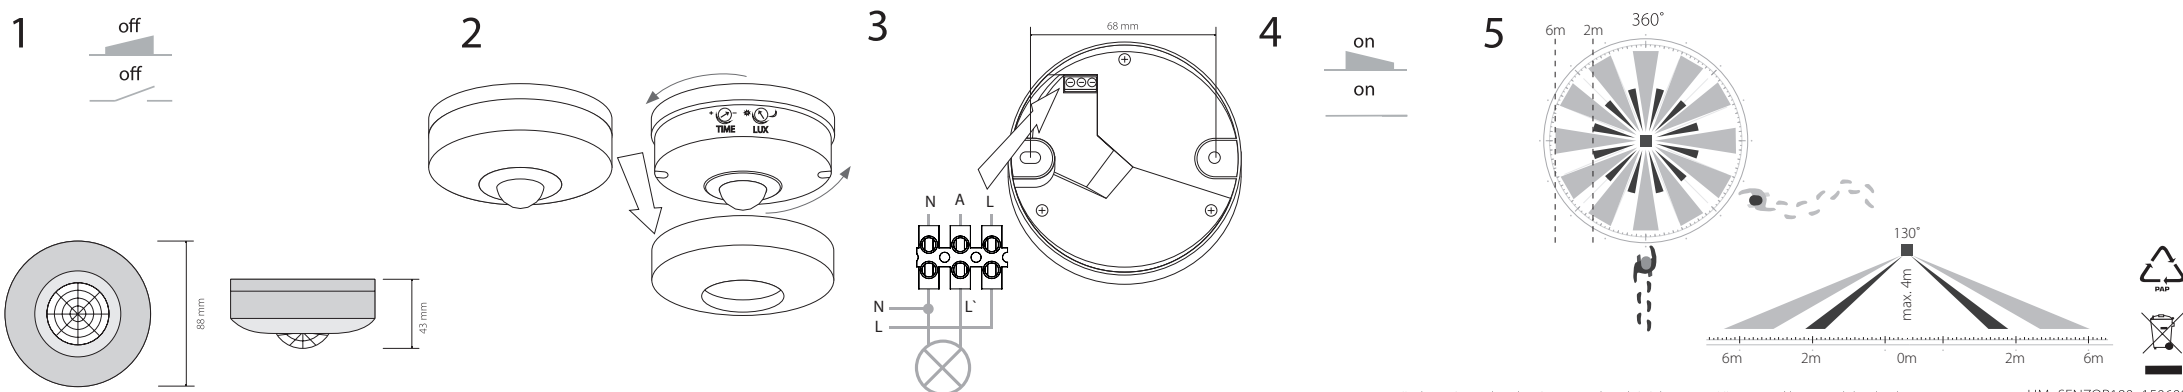 1
off
off
88 mm
43 mm
2
+ -
TIME LUX
3
68 mm
N A L
N
L`
L
4
on
on
5
360°
6m 2m
130°
max. 4m
6m 2m 0m 2m 6m
PAP